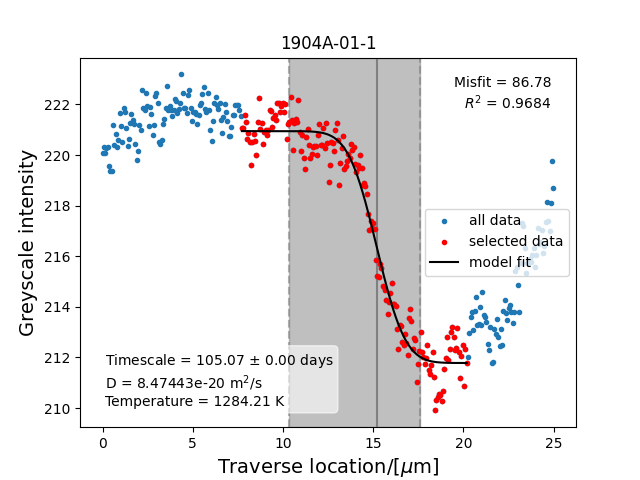 1904A-01-1
Misfit = 86.78
R² = 0.9684
Greyscale intensity
222
220
218
216
214
212
210
all data
selected data
model fit
Timescale = 105.07 ± 0.00 days
D = 8.47443e-20 m²/s
Temperature = 1284.21 K
0 5 10 15 20 25
Traverse location/[μm]